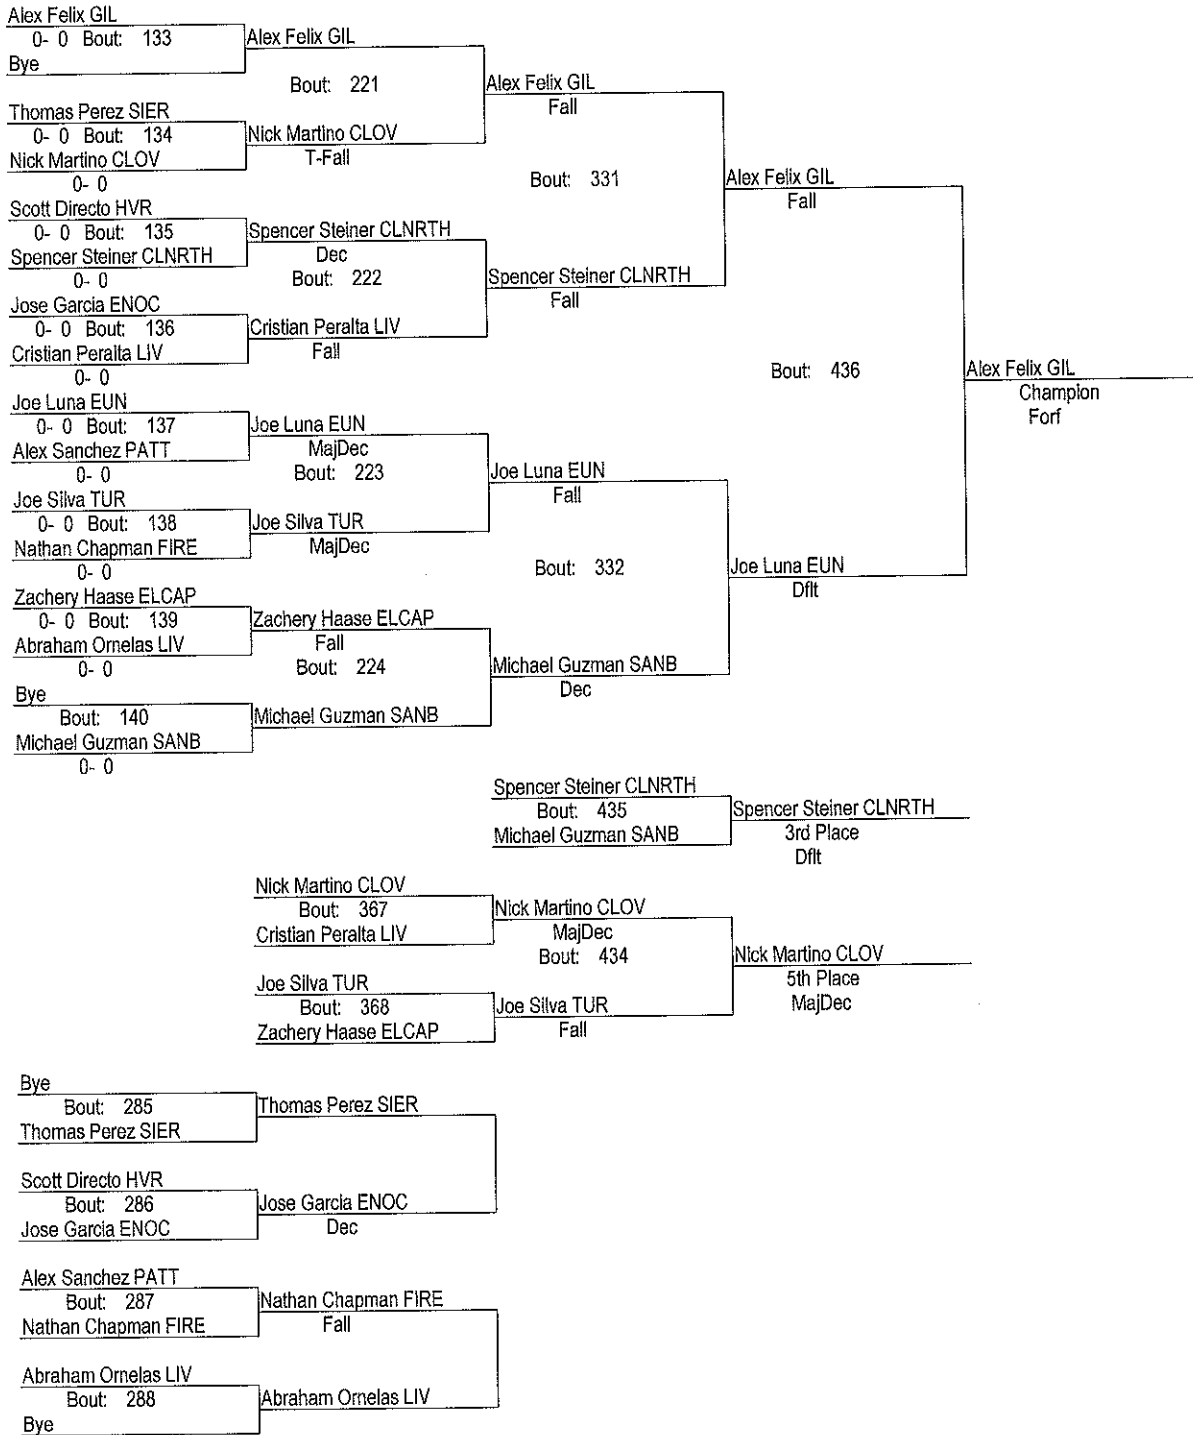 Alex Felix GIL
0- 0 Bout: 133
Bye
Alex Felix GIL
Bout: 221
Thomas Perez SIER
0- 0 Bout: 134
Nick Martino CLOV
0- 0
Nick Martino CLOV
T-Fall
Alex Felix GIL
Fall
Bout: 331
Scott Directo HVR
0- 0 Bout: 135
Spencer Steiner CLNRTH
0- 0
Spencer Steiner CLNRTH
Dec
Bout: 222
Jose Garcia ENOC
0- 0 Bout: 136
Cristian Peralta LIV
0- 0
Cristian Peralta LIV
Fall
Spencer Steiner CLNRTH
Fall
Alex Felix GIL
Fall
Bout: 436
Alex Felix GIL
Champion
Forf
Joe Luna EUN
0- 0 Bout: 137
Alex Sanchez PATT
0- 0
Joe Luna EUN
MajDec
Bout: 223
Joe Silva TUR
0- 0 Bout: 138
Nathan Chapman FIRE
0- 0
Joe Silva TUR
MajDec
Joe Luna EUN
Fall
Bout: 332
Joe Luna EUN
Dflt
Zachery Haase ELCAP
0- 0 Bout: 139
Abraham Ornelas LIV
0- 0
Zachery Haase ELCAP
Fall
Bout: 224
Bye
Bout: 140
Michael Guzman SANB
0- 0
Michael Guzman SANB
Michael Guzman SANB
Dec
Spencer Steiner CLNRTH
Bout: 435
Michael Guzman SANB
Spencer Steiner CLNRTH
3rd Place
Dflt
Nick Martino CLOV
Bout: 367
Cristian Peralta LIV
Nick Martino CLOV
MajDec
Bout: 434
Joe Silva TUR
Bout: 368
Zachery Haase ELCAP
Joe Silva TUR
Fall
Nick Martino CLOV
5th Place
MajDec
Bye
Bout: 285
Thomas Perez SIER
Thomas Perez SIER
Scott Directo HVR
Bout: 286
Jose Garcia ENOC
Jose Garcia ENOC
Dec
Alex Sanchez PATT
Bout: 287
Nathan Chapman FIRE
Nathan Chapman FIRE
Fall
Abraham Ornelas LIV
Bout: 288
Bye
Abraham Ornelas LIV